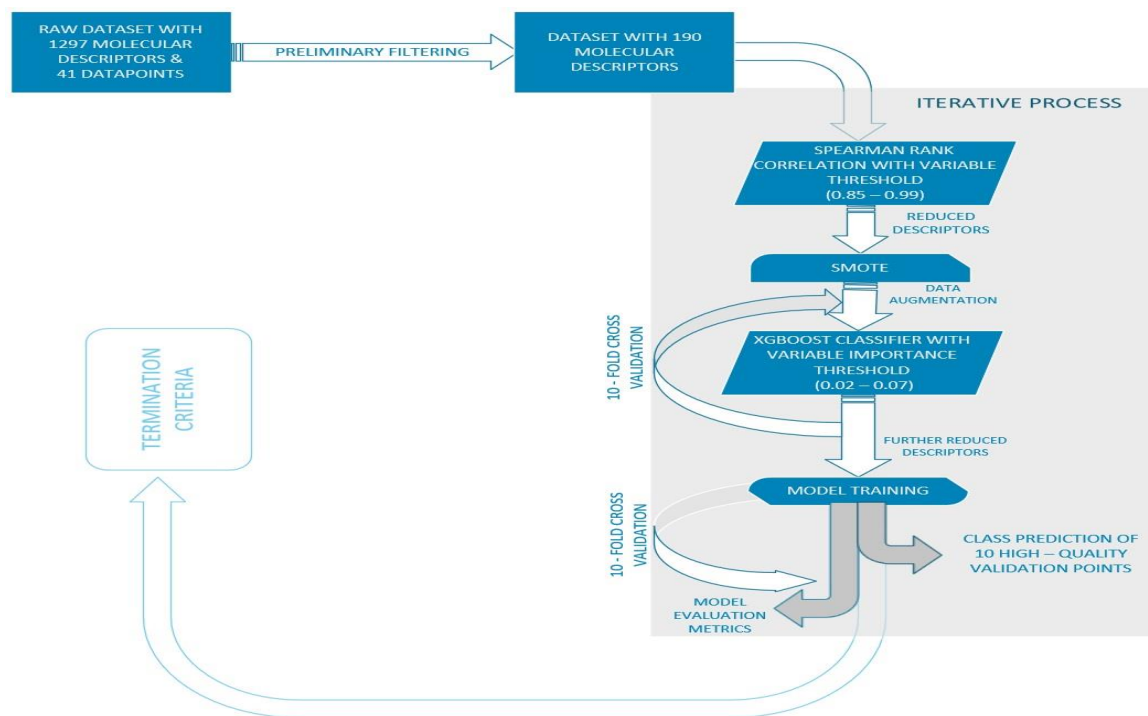 RAW DATASET WITH
1297 MOLECULAR
DESCRIPTORS &
41 DATAPOINTS
PRELIMINARY FILTERING
DATASET WITH 190
MOLECULAR
DESCRIPTORS
ITERATIVE PROCESS
SPEARMAN RANK
CORRELATION WITH VARIABLE
THRESHOLD
(0.85 – 0.99)
REDUCED
DESCRIPTORS
SMOTE
DATA
AUGMENTATION
10 - FOLD CROSS
VALIDATION
XGBOOST CLASSIFIER WITH
VARIABLE IMPORTANCE
THRESHOLD
(0.02 – 0.07)
FURTHER REDUCED
DESCRIPTORS
MODEL TRAINING
10 - FOLD CROSS
VALIDATION
CLASS PREDICTION OF
10 HIGH – QUALITY
VALIDATION POINTS
MODEL
EVALUATION
METRICS
TERMINATION
CRITERIA